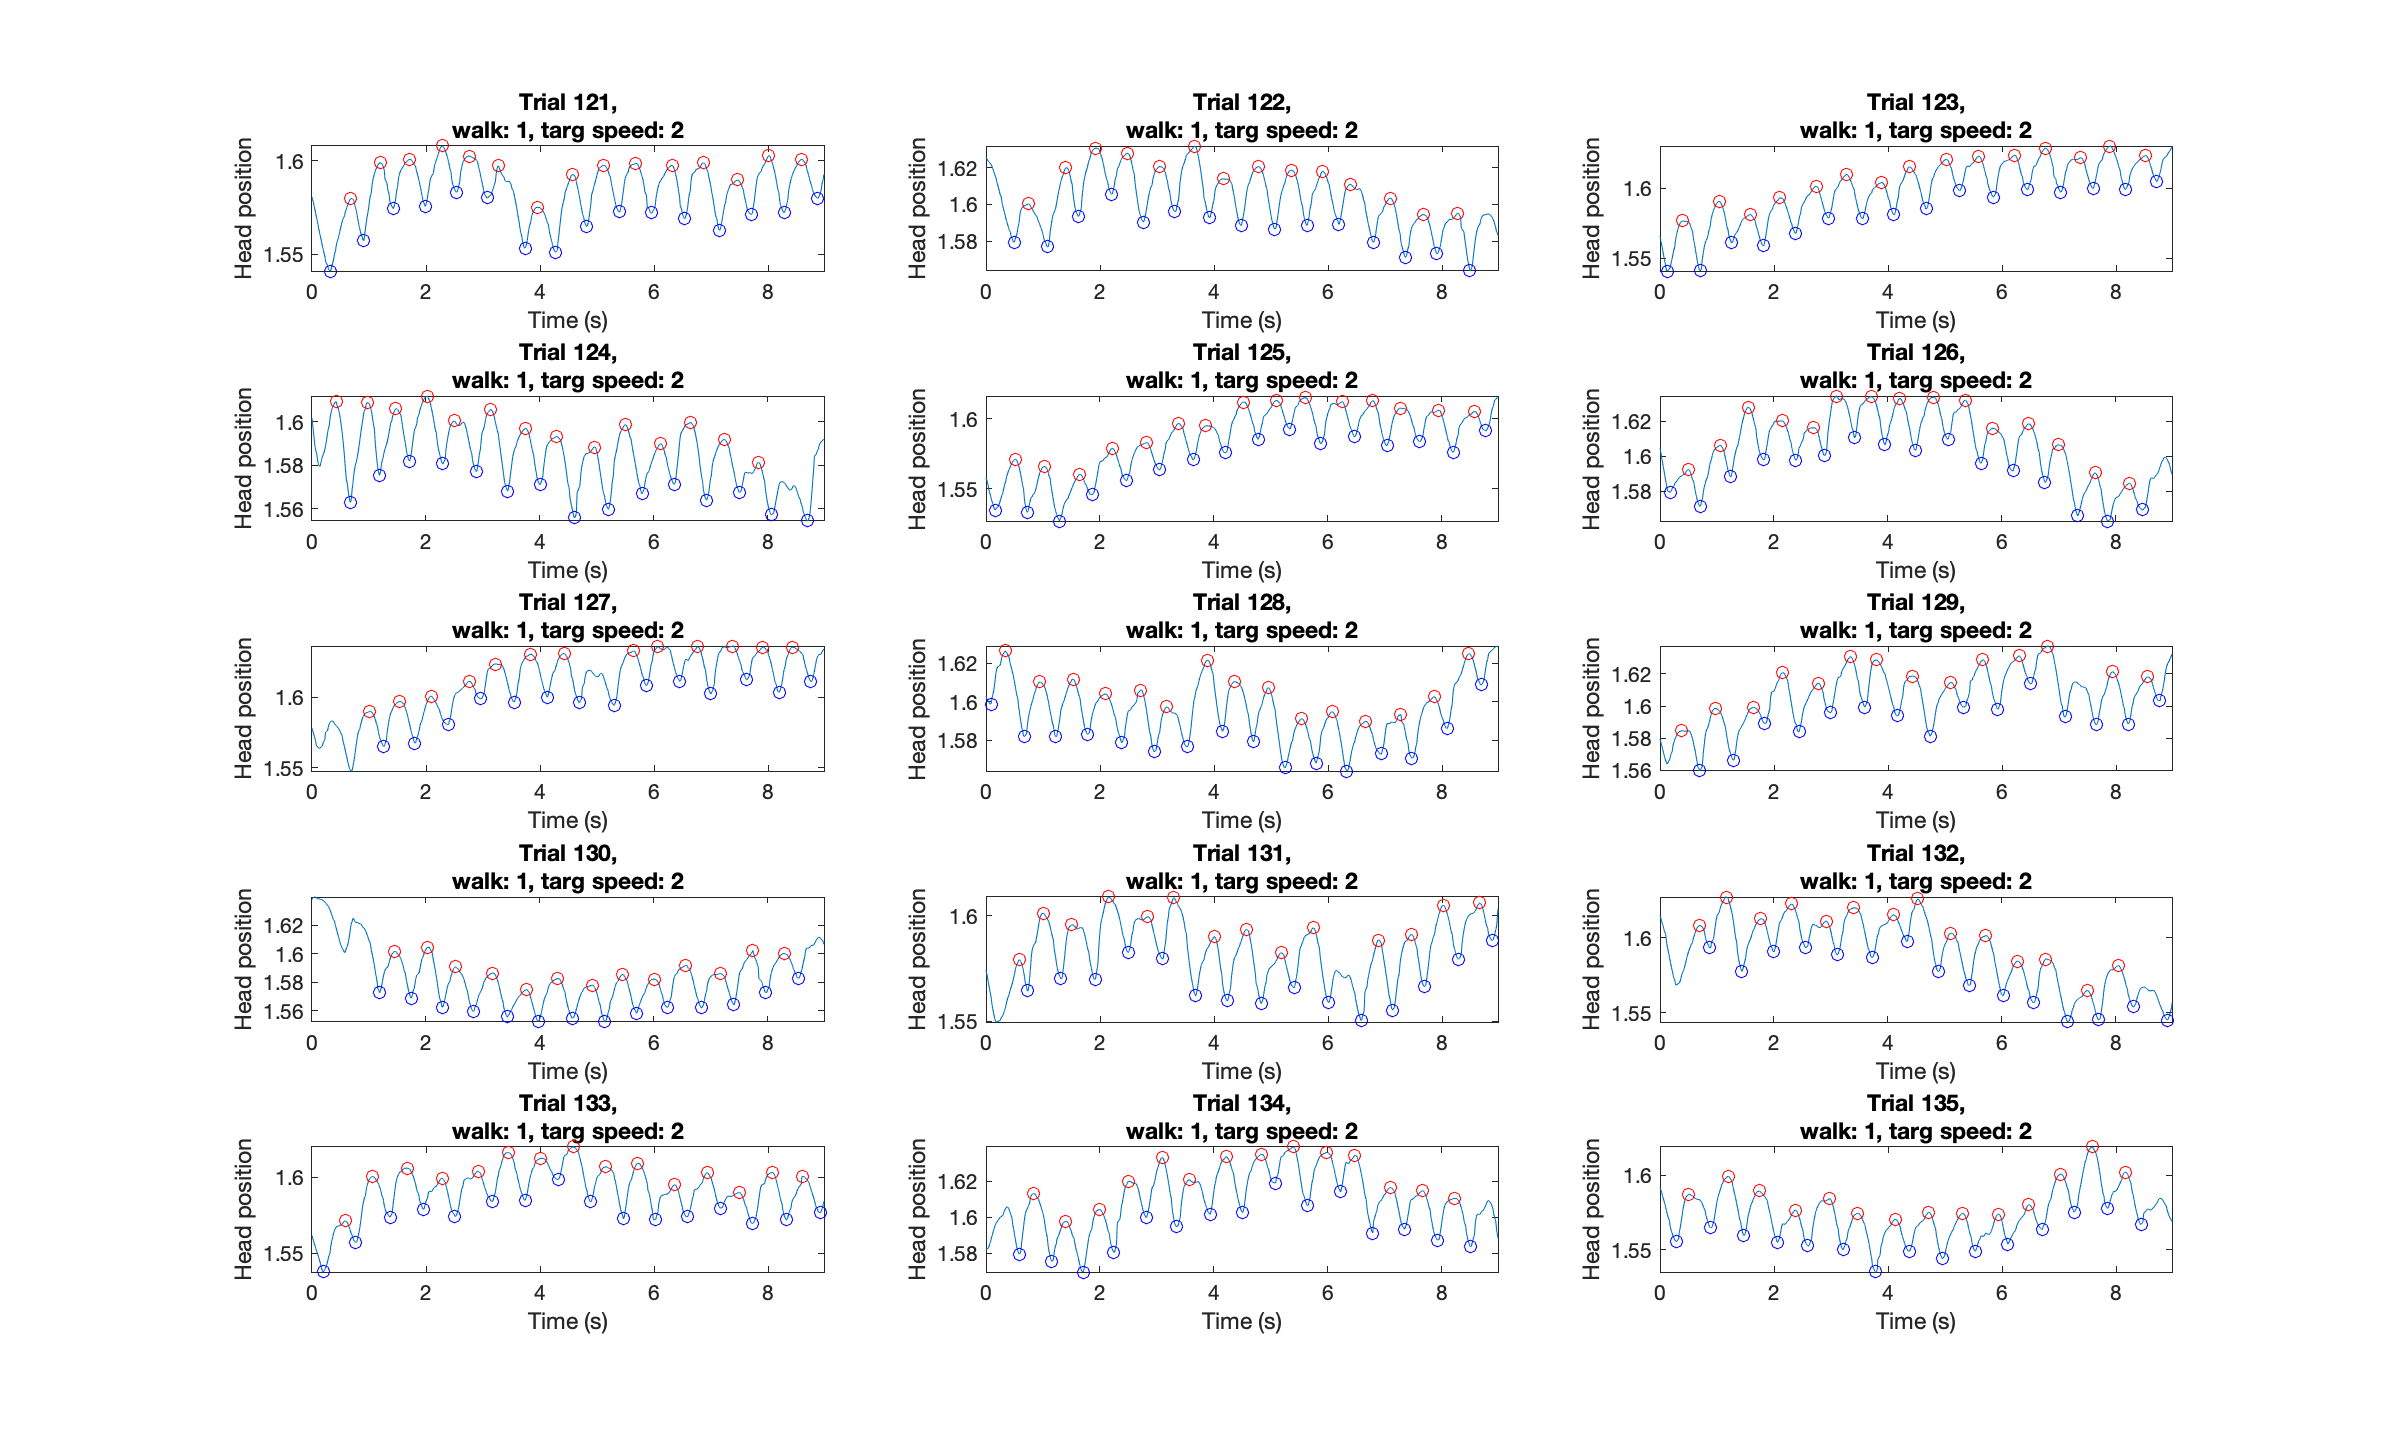 Trial 121,
walk: 1, targ speed: 2
Head position
1.6
1.55
0 2 4 6 8
Time (s)
Trial 122,
walk: 1, targ speed: 2
Head position
1.62
1.6
1.58
0 2 4 6 8
Time (s)
Trial 123,
walk: 1, targ speed: 2
Head position
1.6
1.55
0 2 4 6 8
Time (s)
Trial 124,
walk: 1, targ speed: 2
Head position
1.6
1.58
1.56
0 2 4 6 8
Time (s)
Trial 125,
walk: 1, targ speed: 2
Head position
1.6
1.55
0 2 4 6 8
Time (s)
Trial 126,
walk: 1, targ speed: 2
Head position
1.62
1.6
1.58
0 2 4 6 8
Time (s)
Trial 127,
walk: 1, targ speed: 2
Head position
1.6
1.55
0 2 4 6 8
Time (s)
Trial 128,
walk: 1, targ speed: 2
Head position
1.62
1.6
1.58
0 2 4 6 8
Time (s)
Trial 129,
walk: 1, targ speed: 2
Head position
1.62
1.6
1.58
1.56
0 2 4 6 8
Time (s)
Trial 130,
walk: 1, targ speed: 2
Head position
1.62
1.6
1.58
1.56
0 2 4 6 8
Time (s)
Trial 131,
walk: 1, targ speed: 2
Head position
1.6
1.55
0 2 4 6 8
Time (s)
Trial 132,
walk: 1, targ speed: 2
Head position
1.6
1.55
0 2 4 6 8
Time (s)
Trial 133,
walk: 1, targ speed: 2
Head position
1.6
1.55
0 2 4 6 8
Time (s)
Trial 134,
walk: 1, targ speed: 2
Head position
1.62
1.6
1.58
0 2 4 6 8
Time (s)
Trial 135,
walk: 1, targ speed: 2
Head position
1.6
1.55
0 2 4 6 8
Time (s)